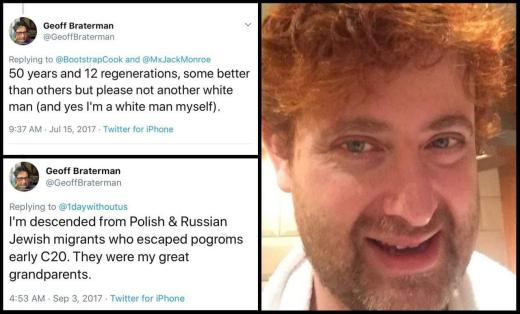 Geoff Braterman
@GeoffBraterman
Replying to @BootstrapCook and @MxJackMonroe
50 years and 12 regenerations, some better
than others but please not another white
man (and yes I'm a white man myself).
9:37 AM · Jul 15, 2017 · Twitter for iPhone
Geoff Braterman
@GeoffBraterman
Replying to @1daywithoutus
I'm descended from Polish & Russian
Jewish migrants who escaped pogroms
early C20. They were my great
grandparents.
4:53 AM · Sep 3, 2017 · Twitter for iPhone